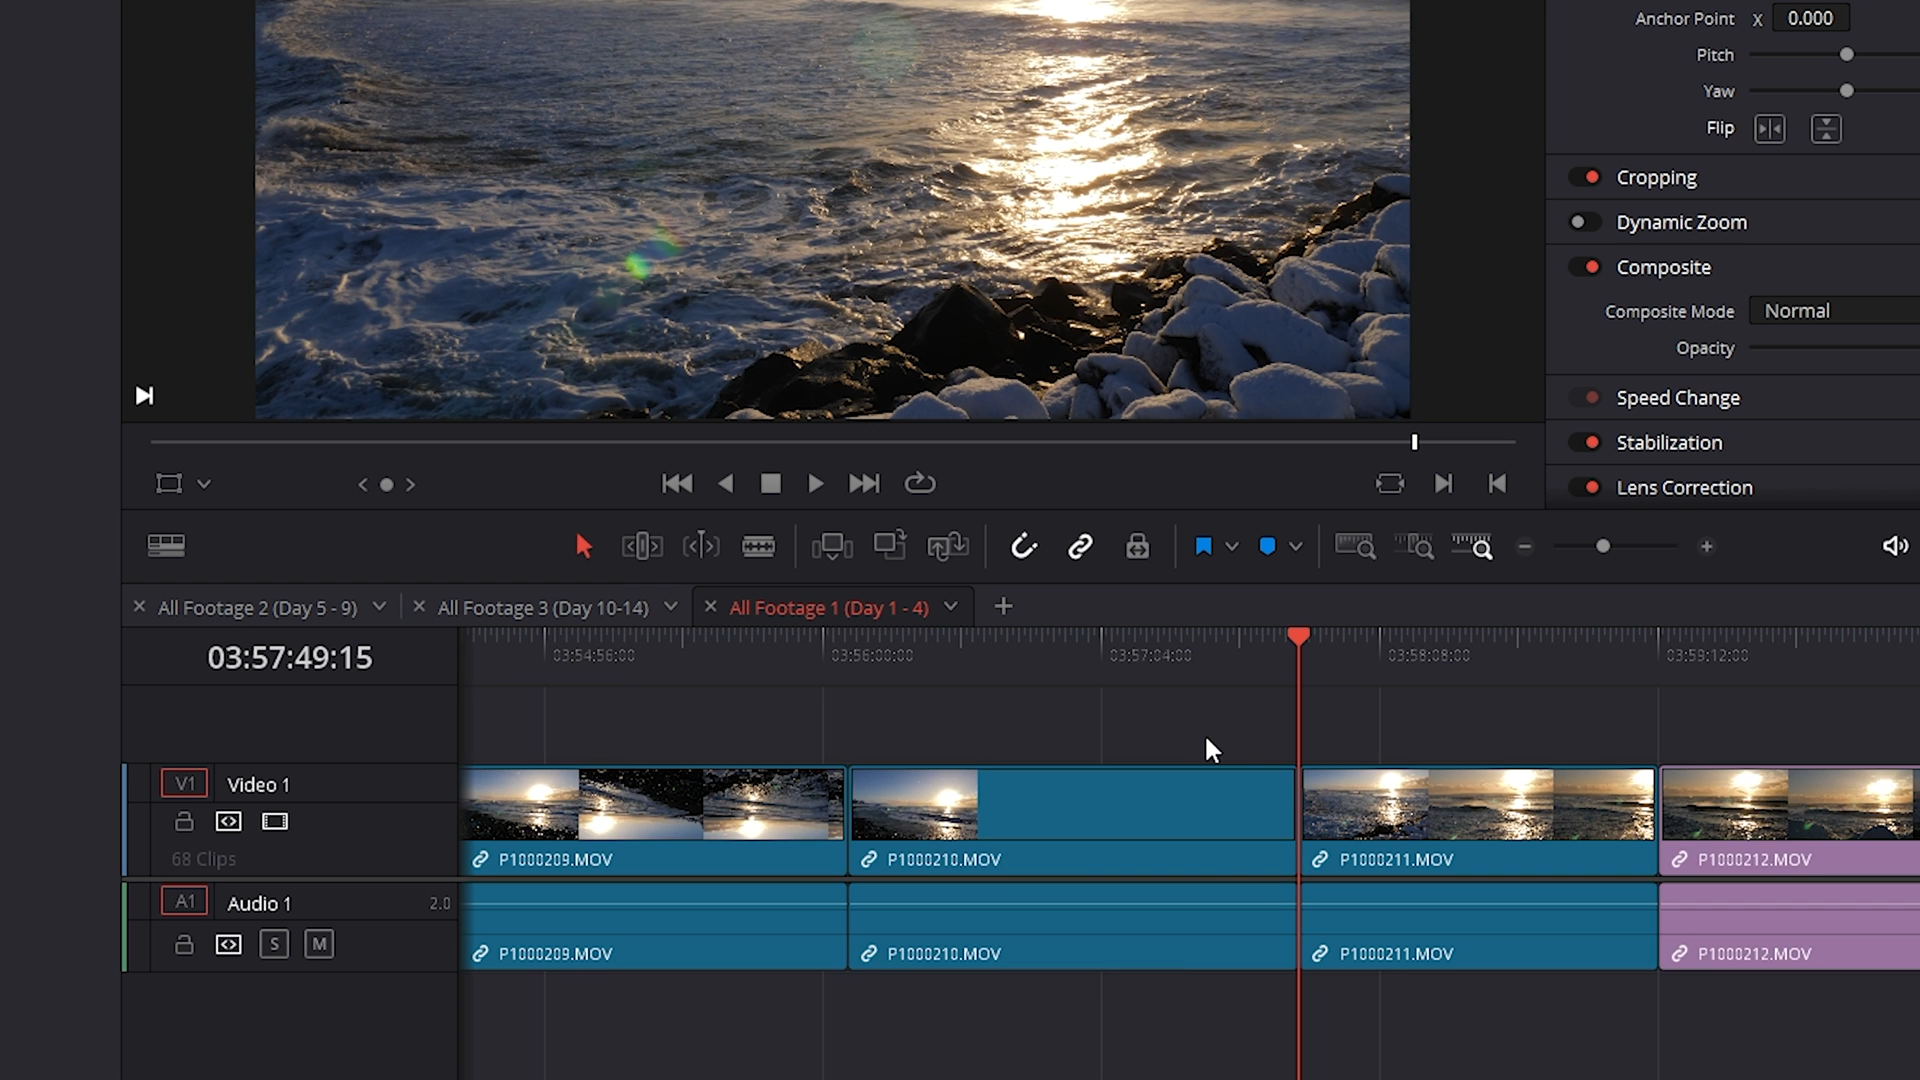 Anchor Point X 0.000
Pitch
Yaw
Flip
Cropping
Dynamic Zoom
Composite
Composite Mode Normal
Opacity
Speed Change
Stabilization
Lens Correction
All Footage 2 (Day 5 - 9)
All Footage 3 (Day 10-14)
All Footage 1 (Day 1 - 4)
03:57:49:15
03:54:56:00
03:56:00:00
03:57:04:00
03:58:08:00
03:59:12:00
V1 Video 1
68 Clips
P1000209.MOV
P1000210.MOV
P1000211.MOV
P1000212.MOV
A1 Audio 1 2.0
S M
P1000209.MOV
P1000210.MOV
P1000211.MOV
P1000212.MOV